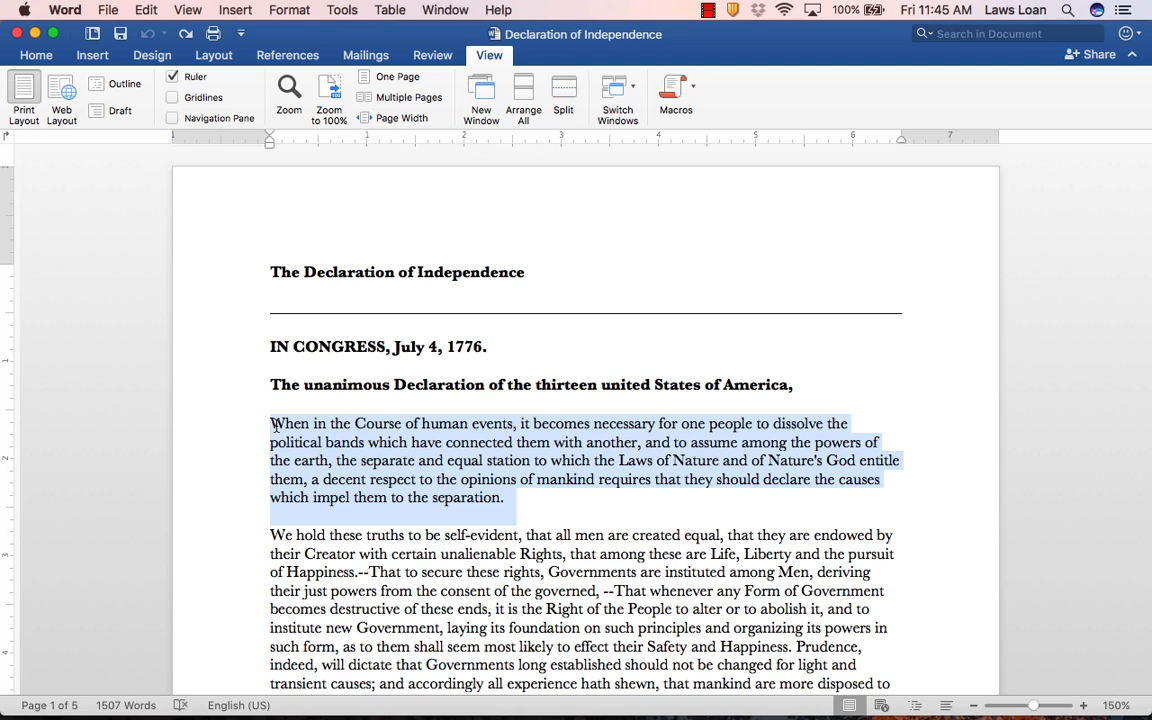 Word File Edit View Insert Format Tools Table Window Help 100% Fri 11:45 AM Laws Loan
Declaration of Independence Search in Document
Home Insert Design Layout References Mailings Review View Share
Print Layout
Web Layout
Outline
Draft
Ruler
Gridlines
Navigation Pane
Zoom
Zoom to 100%
One Page
Multiple Pages
Page Width
New Window
Arrange All
Split
Switch Windows
Macros
1 1 2 3 4 5 6 7
The Declaration of Independence
IN CONGRESS, July 4, 1776.
The unanimous Declaration of the thirteen united States of America,
When in the Course of human events, it becomes necessary for one people to dissolve the
political bands which have connected them with another, and to assume among the powers of
the earth, the separate and equal station to which the Laws of Nature and of Nature's God entitle
them, a decent respect to the opinions of mankind requires that they should declare the causes
which impel them to the separation.
We hold these truths to be self-evident, that all men are created equal, that they are endowed by
their Creator with certain unalienable Rights, that among these are Life, Liberty and the pursuit
of Happiness.--That to secure these rights, Governments are instituted among Men, deriving
their just powers from the consent of the governed, --That whenever any Form of Government
becomes destructive of these ends, it is the Right of the People to alter or to abolish it, and to
institute new Government, laying its foundation on such principles and organizing its powers in
such form, as to them shall seem most likely to effect their Safety and Happiness. Prudence,
indeed, will dictate that Governments long established should not be changed for light and
transient causes; and accordingly all experience hath shewn, that mankind are more disposed to
1
2
3
4
Page 1 of 5 1507 Words English (US) 150%